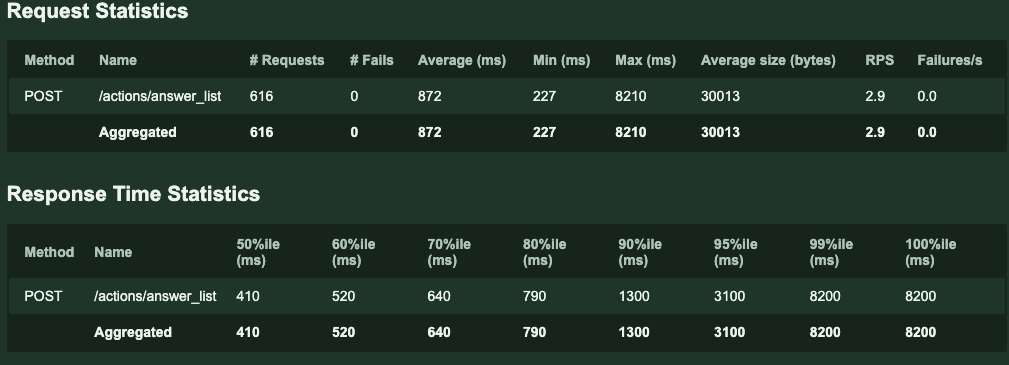 Request Statistics
Method Name # Requests # Fails Average (ms) Min (ms) Max (ms) Average size (bytes) RPS Failures/s
POST /actions/answer_list 616 0 872 227 8210 30013 2.9 0.0
Aggregated 616 0 872 227 8210 30013 2.9 0.0
Response Time Statistics
Method Name 50%ile (ms) 60%ile (ms) 70%ile (ms) 80%ile (ms) 90%ile (ms) 95%ile (ms) 99%ile (ms) 100%ile (ms)
POST /actions/answer_list 410 520 640 790 1300 3100 8200 8200
Aggregated 410 520 640 790 1300 3100 8200 8200